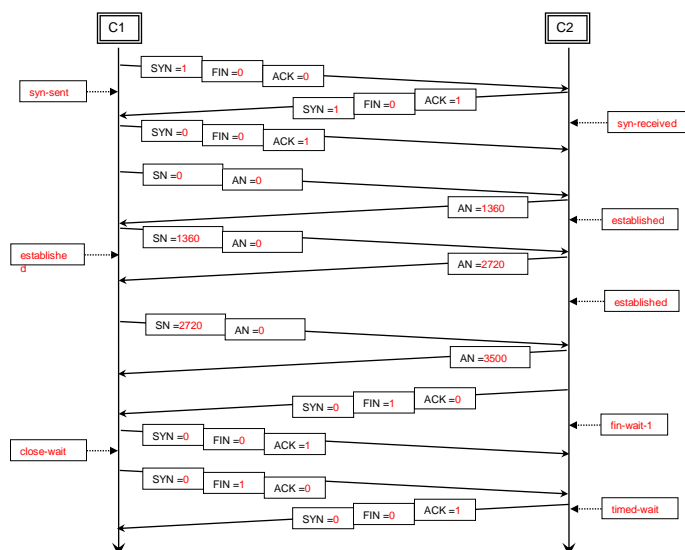 C1
C2
SYN =1
FIN =0
ACK =0
syn-sent
SYN =1
FIN =0
ACK =1
SYN =0
FIN =0
ACK =1
syn-received
SN =0
AN =0
AN =1360
established
SN =1360
AN =0
establishe
d
AN =2720
established
SN =2720
AN =0
AN =3500
SYN =0
FIN =1
ACK =0
fin-wait-1
SYN =0
FIN =0
ACK =1
close-wait
SYN =0
FIN =1
ACK =0
SYN =0
FIN =0
ACK =1
timed-wait